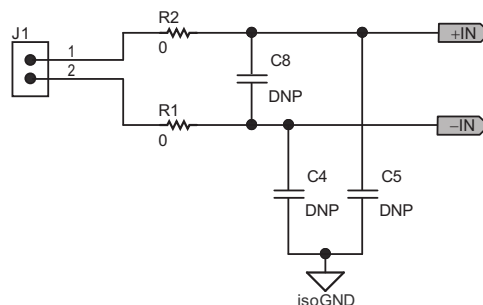 J1
1
2
R2
0
+IN
C8
DNP
R1
0
–IN
C4
DNP
C5
DNP
isoGND